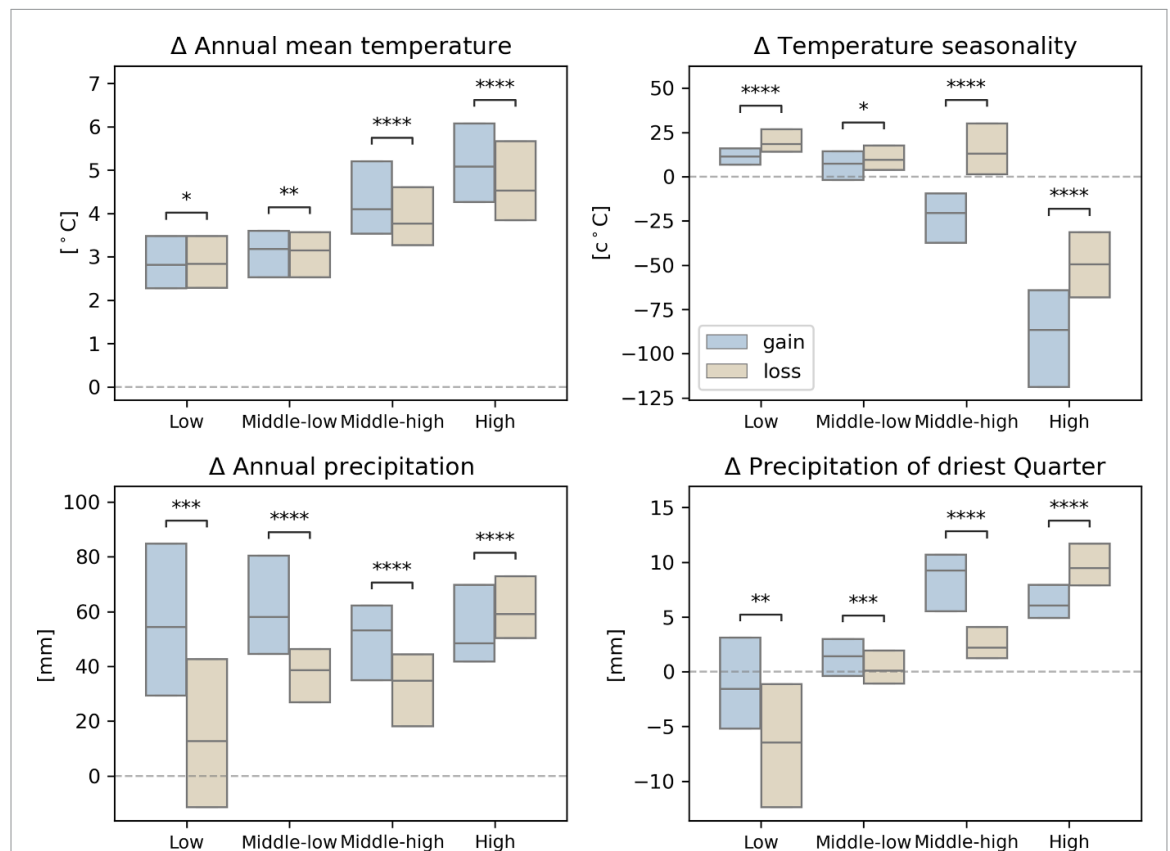 Δ Annual mean temperature
7
6
5
4
3
2
1
0
[°C]
*
**
****
****
Low
Middle-low
Middle-high
High
Δ Temperature seasonality
50
25
0
−25
−50
−75
−100
−125
[c°C]
****
*
****
****
gain
loss
Low
Middle-low
Middle-high
High
Δ Annual precipitation
100
80
60
40
20
0
[mm]
***
****
****
****
Low
Middle-low
Middle-high
High
Δ Precipitation of driest Quarter
15
10
5
0
−5
−10
[mm]
**
***
****
****
Low
Middle-low
Middle-high
High